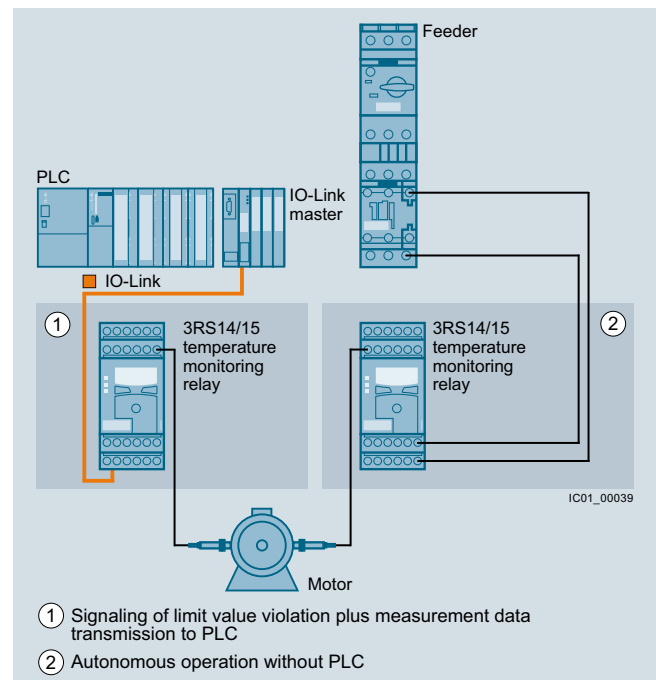 Feeder
PLC
IO-Link
master
IO-Link
1
3RS14/15
temperature
monitoring
relay
3RS14/15
temperature
monitoring
relay
2
IC01_00039
Motor
1 Signaling of limit value violation plus measurement data
transmission to PLC
2 Autonomous operation without PLC